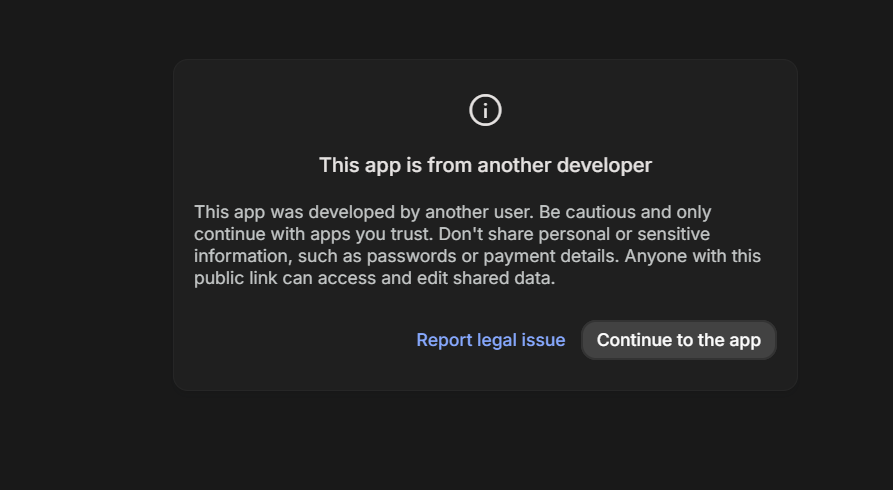 This app is from another developer
This app was developed by another user. Be cautious and only
continue with apps you trust. Don't share personal or sensitive
information, such as passwords or payment details. Anyone with this
public link can access and edit shared data.
Report legal issue
Continue to the app